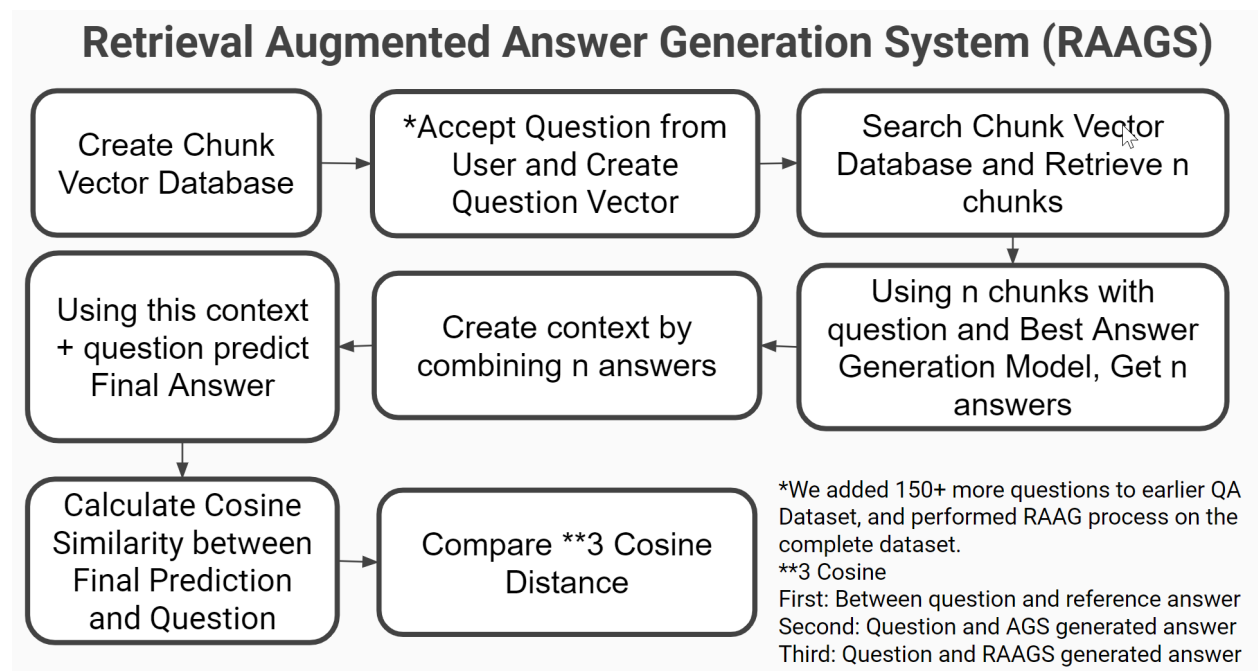 Retrieval Augmented Answer Generation System (RAAGS)
Create Chunk
Vector Database
*Accept Question from
User and Create
Question Vector
Search Chunk Vector
Database and Retrieve n
chunks
Using n chunks with
question and Best Answer
Generation Model, Get n
answers
Create context by
combining n answers
Using this context
+ question predict
Final Answer
Calculate Cosine
Similarity between
Final Prediction
and Question
Compare **3 Cosine
Distance
*We added 150+ more questions to earlier QA
Dataset, and performed RAAG process on the
complete dataset.
**3 Cosine
First: Between question and reference answer
Second: Question and AGS generated answer
Third: Question and RAAGS generated answer